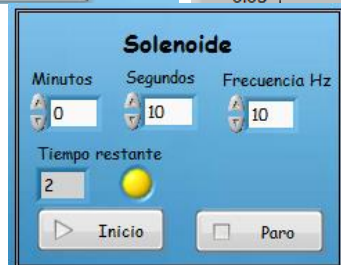 Solenoide
Minutos Segundos Frecuencia Hz
0 10 10
Tiempo restante
2
Inicio Paro